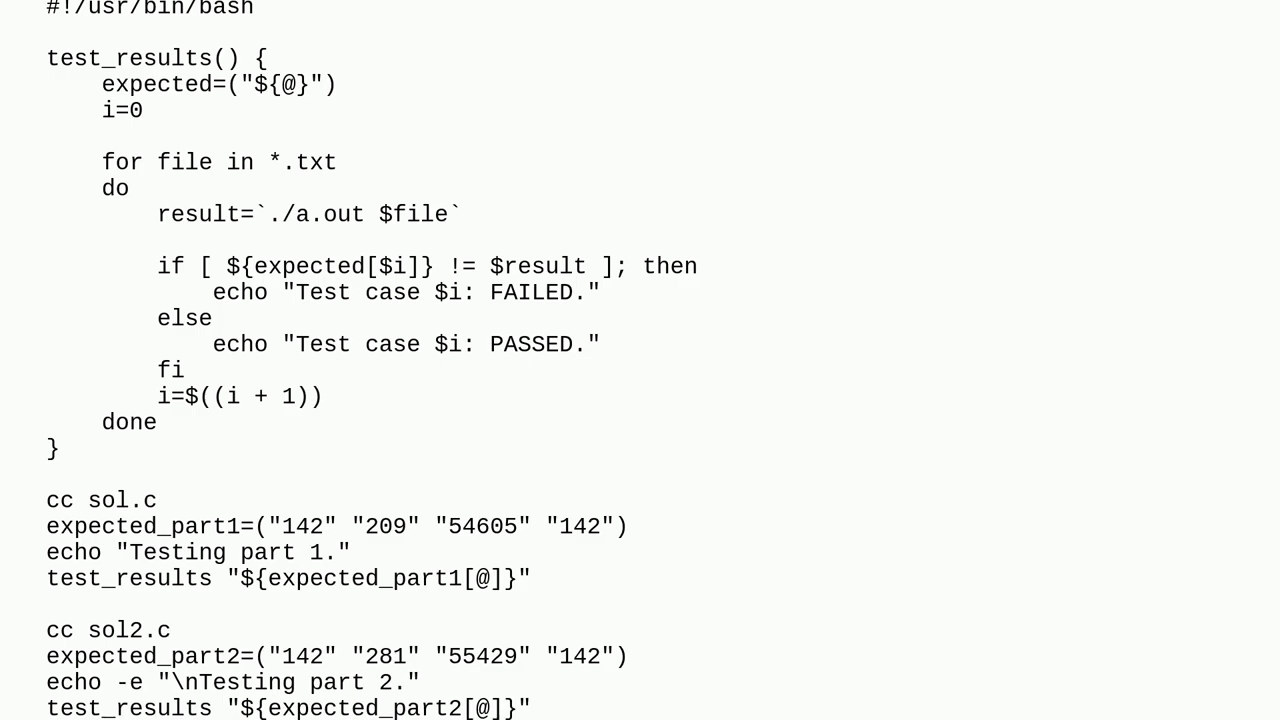 #!/usr/bin/bash
test_results() {
    expected=("${@}")
    i=0
    for file in *.txt
    do
        result=`./a.out $file`
        if [ ${expected[$i]} != $result ]; then
            echo "Test case $i: FAILED."
        else
            echo "Test case $i: PASSED."
        fi
        i=$((i + 1))
    done
}
cc sol.c
expected_part1=("142" "209" "54605" "142")
echo "Testing part 1."
test_results "${expected_part1[@]}"
cc sol2.c
expected_part2=("142" "281" "55429" "142")
echo -e "\nTesting part 2."
test_results "${expected_part2[@]}"